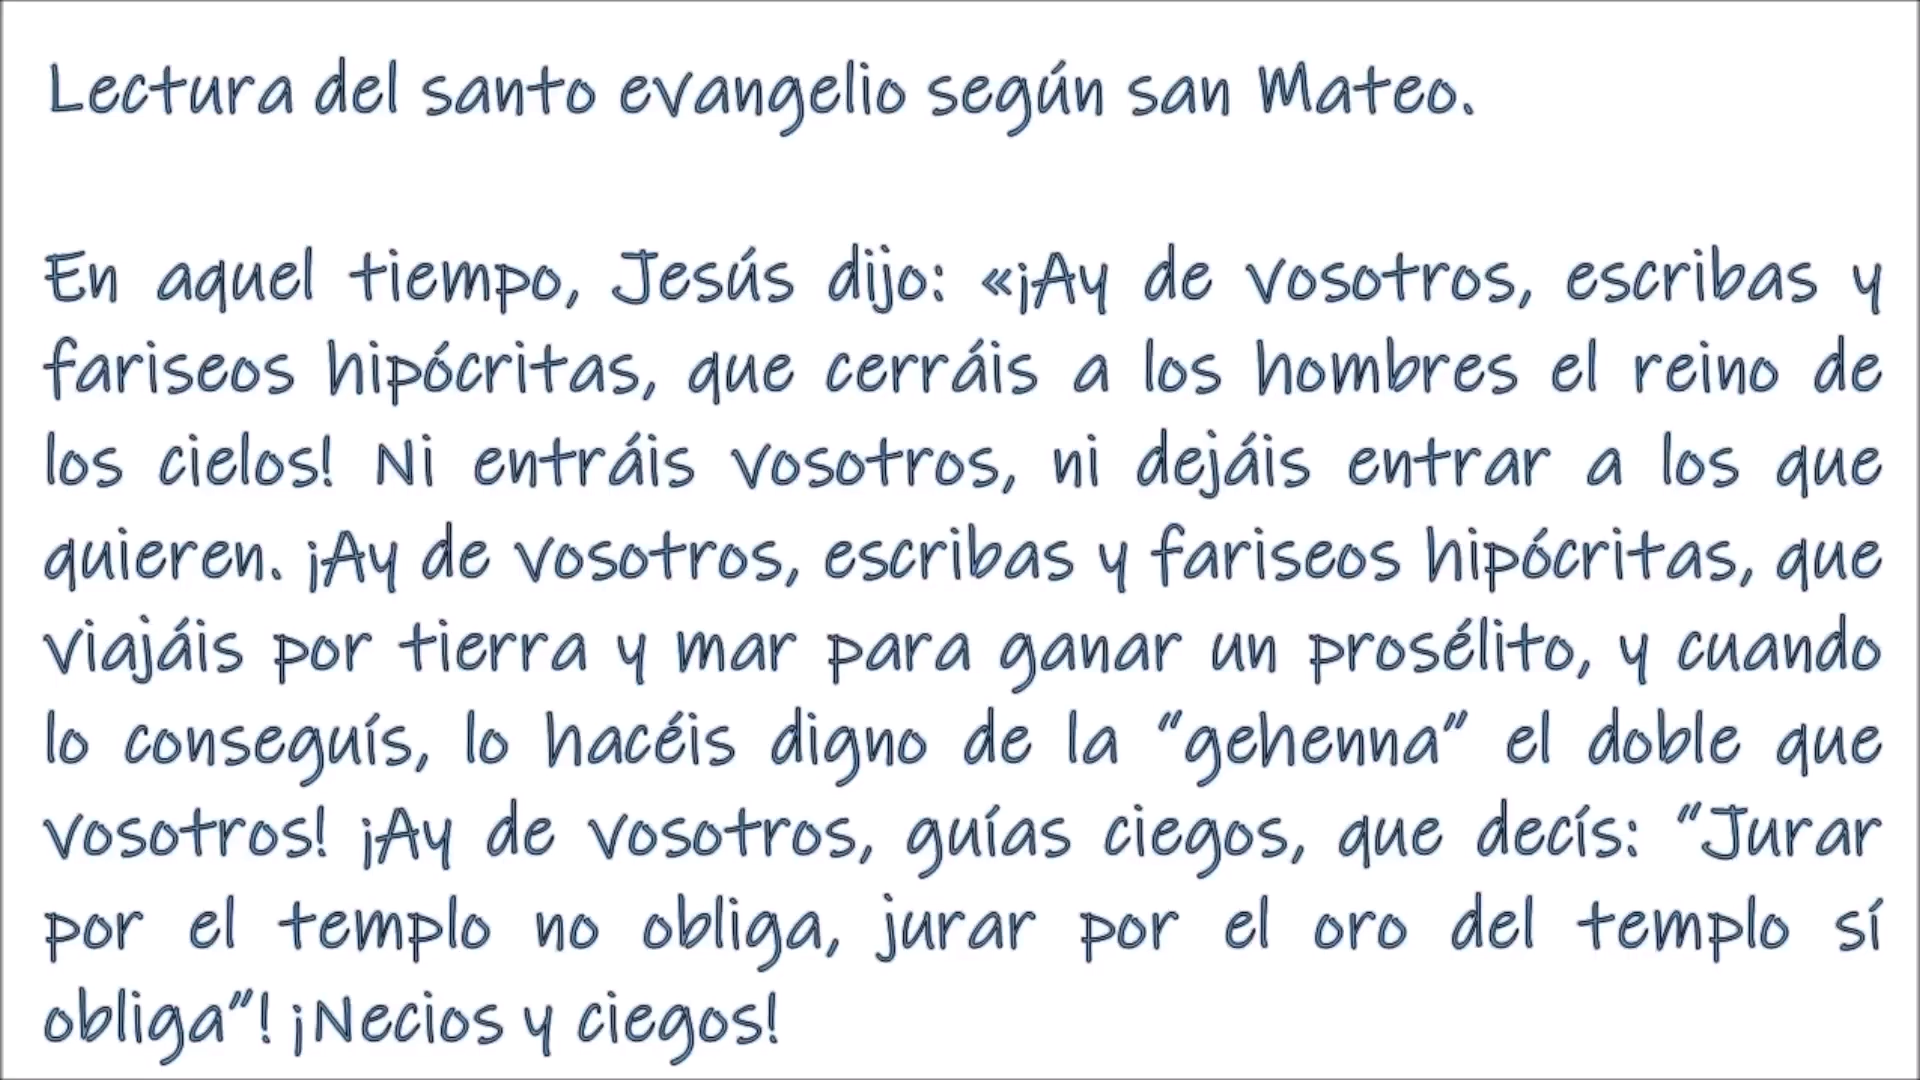 Lectura del santo evangelio según san Mateo.
En aquel tiempo, Jesús dijo: «¡Ay de vosotros, escribas y
fariseos hipócritas, que cerráis a los hombres el reino de
los cielos! Ni entráis vosotros, ni dejáis entrar a los que
quieren. ¡Ay de vosotros, escribas y fariseos hipócritas, que
viajáis por tierra y mar para ganar un prosélito, y cuando
lo conseguís, lo hacéis digno de la “gehenna” el doble que
vosotros! ¡Ay de vosotros, guías ciegos, que decís: “Jurar
por el templo no obliga, jurar por el oro del templo sí
obliga”! ¡Necios y ciegos!